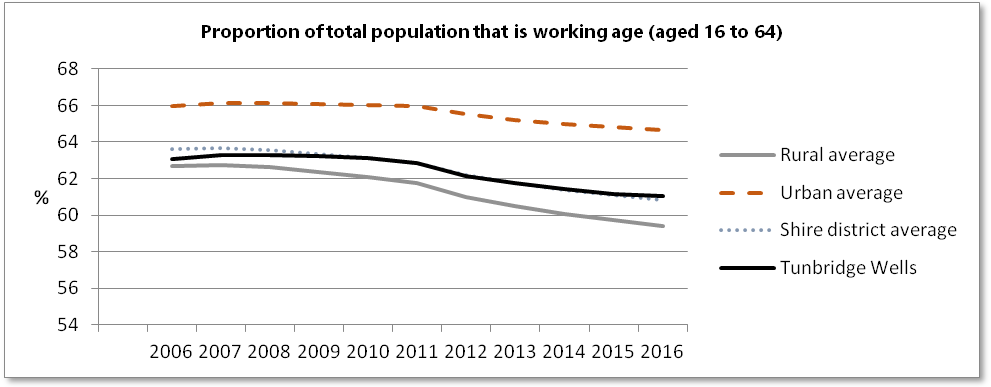 Proportion of total population that is working age (aged 16 to 64)
68
66
64
62
60
58
56
54
%
2006 2007 2008 2009 2010 2011 2012 2013 2014 2015 2016
Rural average
Urban average
Shire district average
Tunbridge Wells